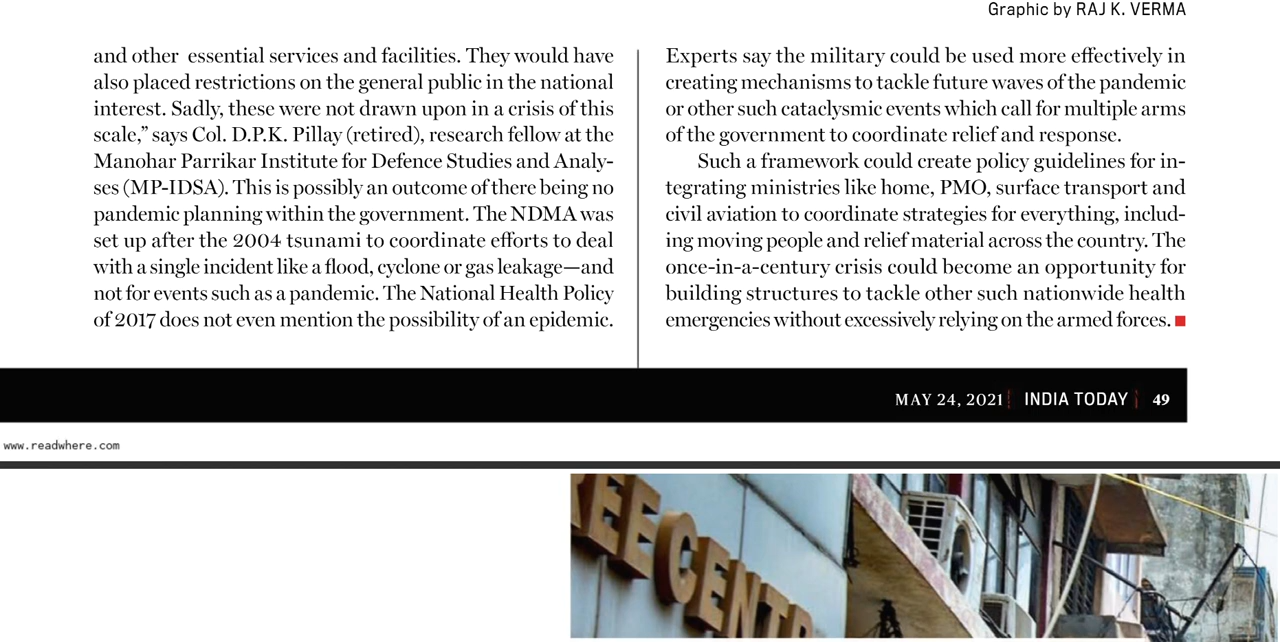 Graphic by RAJ K. VERMA
and other essential services and facilities. They would have
also placed restrictions on the general public in the national
interest. Sadly, these were not drawn upon in a crisis of this
scale,” says Col. D.P.K. Pillay (retired), research fellow at the
Manohar Parrikar Institute for Defence Studies and Analy-
ses (MP-IDSA). This is possibly an outcome of there being no
pandemic planning within the government. The NDMA was
set up after the 2004 tsunami to coordinate efforts to deal
with a single incident like a flood, cyclone or gas leakage—and
not for events such as a pandemic. The National Health Policy
of 2017 does not even mention the possibility of an epidemic.
Experts say the military could be used more effectively in
creating mechanisms to tackle future waves of the pandemic
or other such cataclysmic events which call for multiple arms
of the government to coordinate relief and response.
Such a framework could create policy guidelines for in-
tegrating ministries like home, PMO, surface transport and
civil aviation to coordinate strategies for everything, includ-
ing moving people and relief material across the country. The
once-in-a-century crisis could become an opportunity for
building structures to tackle other such nationwide health
emergencies without excessively relying on the armed forces.
MAY 24, 2021 INDIA TODAY 49
www.readwhere.com
REE CENTR